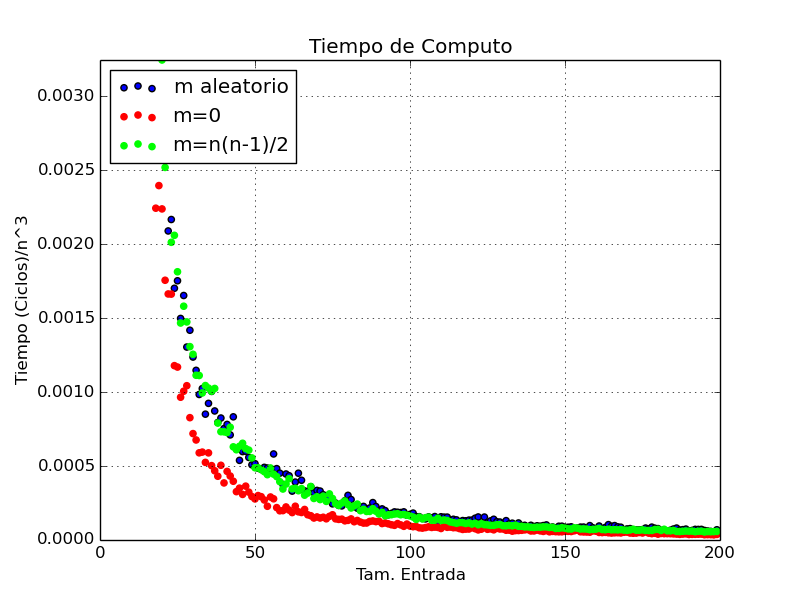 Tiempo de Computo
m aleatorio
m=0
m=n(n-1)/2
Tiempo (Ciclos)/n^3
0.0030
0.0025
0.0020
0.0015
0.0010
0.0005
0.0000
0
50
100
150
200
Tam. Entrada